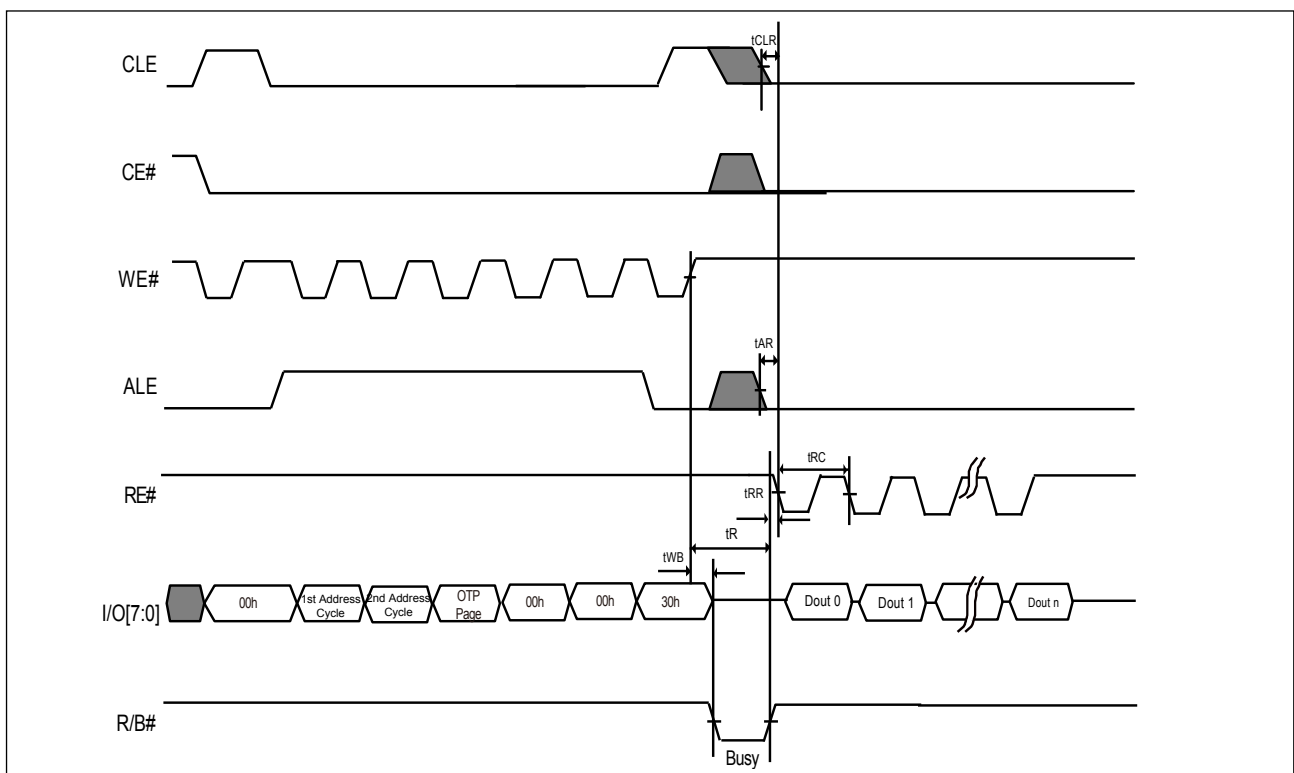 tCLR
CLE
CE#
WE#
tAR
ALE
tRC
RE#
tRR
tR
tWB
I/O[7:0]
00h
1st Address
Cycle
2nd Address
Cycle
OTP
Page
00h
00h
30h
Dout 0
Dout 1
Dout n
R/B#
Busy